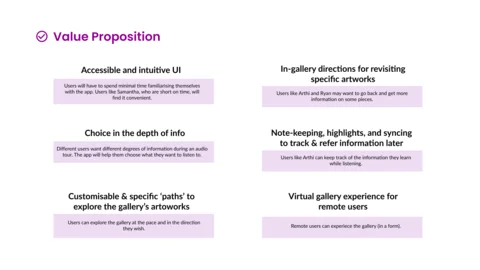 Value Proposition
Accessible and intuitive UI
Users will have to spend minimal time familiarising themselves
with the app. Users like Samantha, who are short on time, will
find it convenient.
In-gallery directions for revisiting
specific artworks
Users like Arthi and Ryan may want to go back and get more
information on some pieces.
Choice in the depth of info
Different users want different degrees of information during an audio
tour. The app will help them choose what they want to listen to.
Note-keeping, highlights, and syncing
to track & refer information later
Users like Arthi can keep track of the information they learn
while listening.
Customisable & specific 'paths' to
explore the gallery's artoworks
Users can explore the gallery at the pace and in the direction
they wish.
Virtual gallery experience for
remote users
Remote users can experiece the gallery (in a form).